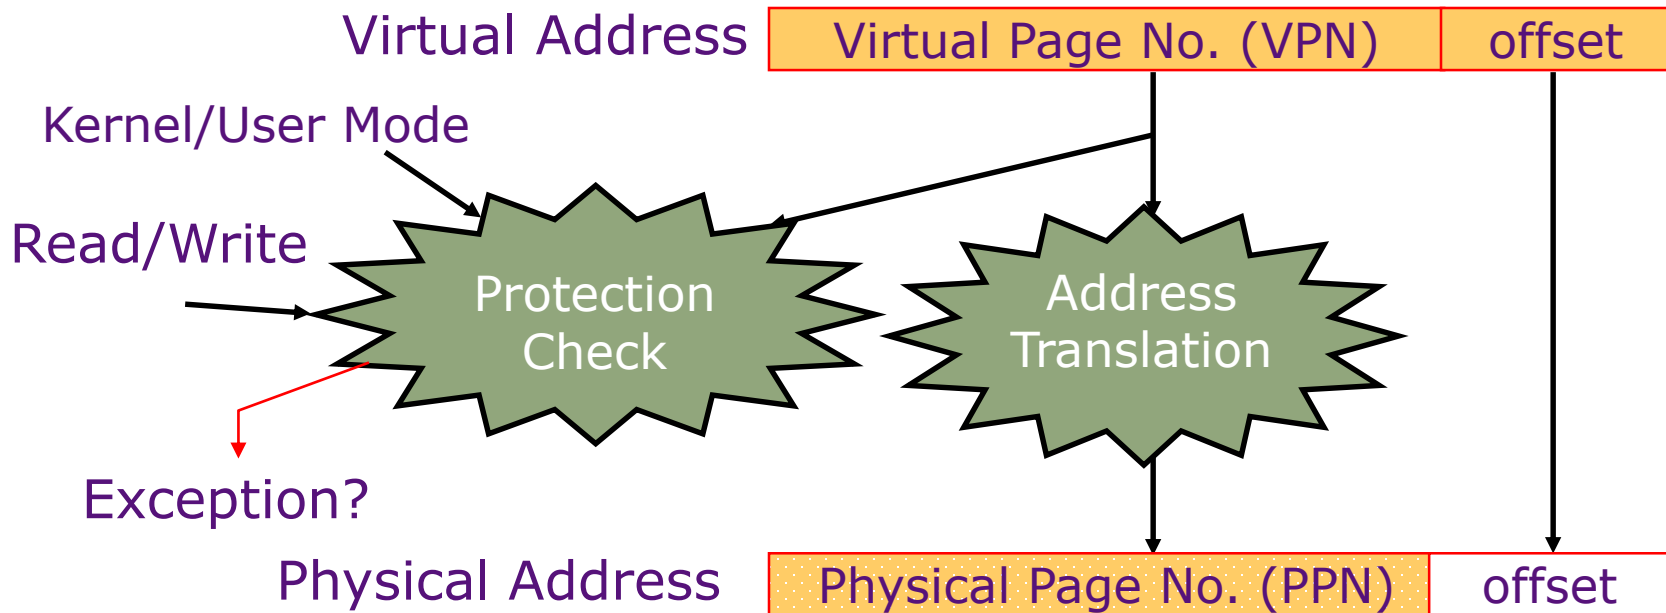 Virtual Address Virtual Page No. (VPN) offset
Kernel/User Mode
Read/Write
Protection
Check
Address
Translation
Exception?
Physical Address Physical Page No. (PPN) offset